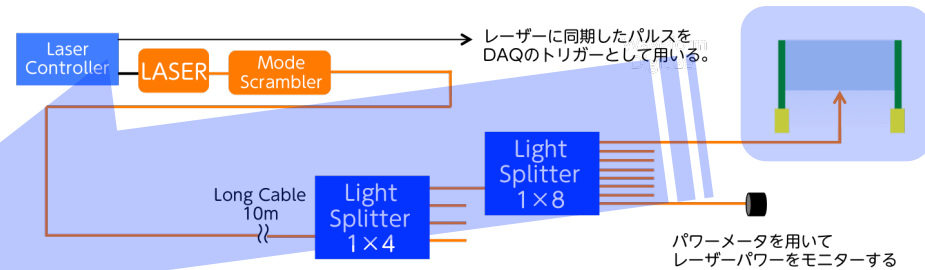 Laser
Controller
LASER
Mode
Scrambler
レーザーに同期したパルスを
DAQのトリガーとして用いる。
Long Cable
10m
Light
Splitter
1×4
Light
Splitter
1×8
パワーメータを用いて
レーザーパワーをモニターする